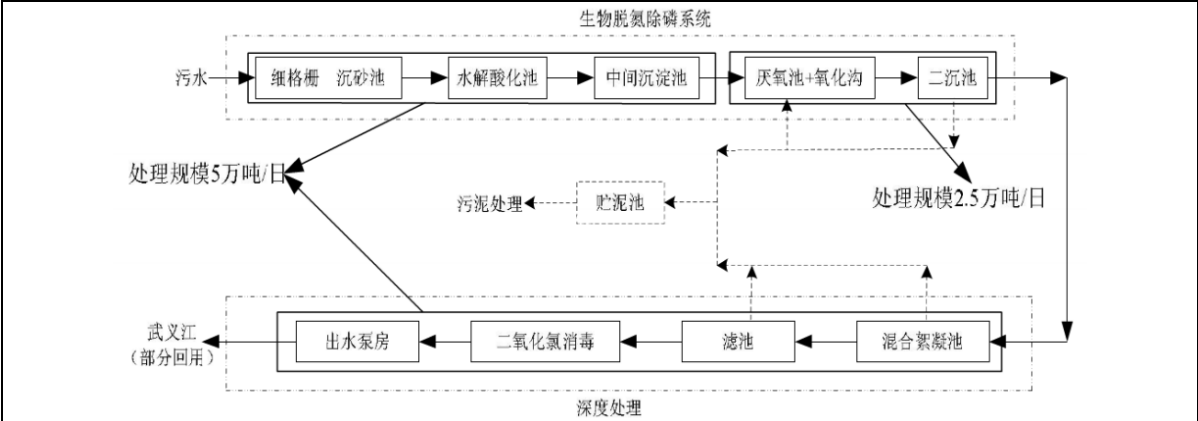 生物脱氮除磷系统
污水
细格栅 沉砂池
水解酸化池
中间沉淀池
厌氧池+氧化沟
二沉池
处理规模5万吨/日
污泥处理
贮泥池
处理规模2.5万吨/日
武义江
（部分回用）
出水泵房
二氧化氯消毒
滤池
混合絮凝池
深度处理